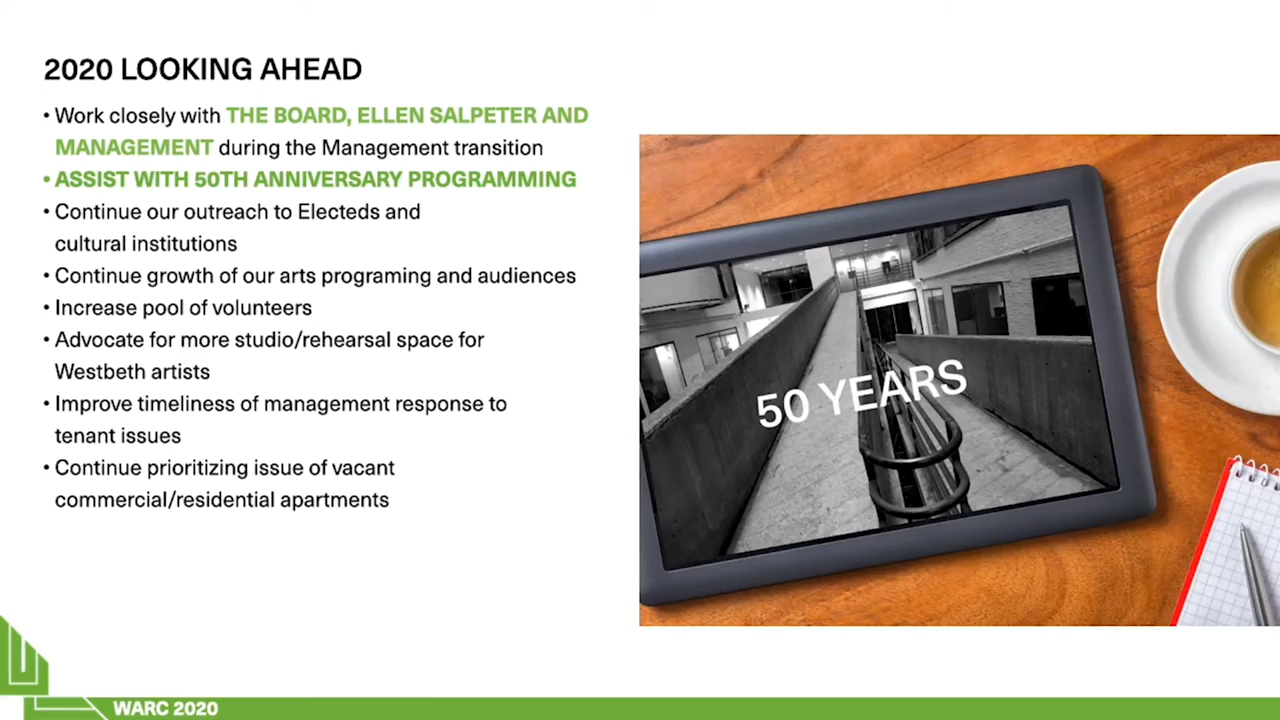 2020 LOOKING AHEAD
• Work closely with THE BOARD, ELLEN SALPETER AND
MANAGEMENT during the Management transition
• ASSIST WITH 50TH ANNIVERSARY PROGRAMMING
• Continue our outreach to Electeds and
cultural institutions
• Continue growth of our arts programing and audiences
• Increase pool of volunteers
• Advocate for more studio/rehearsal space for
Westbeth artists
• Improve timeliness of management response to
tenant issues
• Continue prioritizing issue of vacant
commercial/residential apartments
50 YEARS
WARC 2020